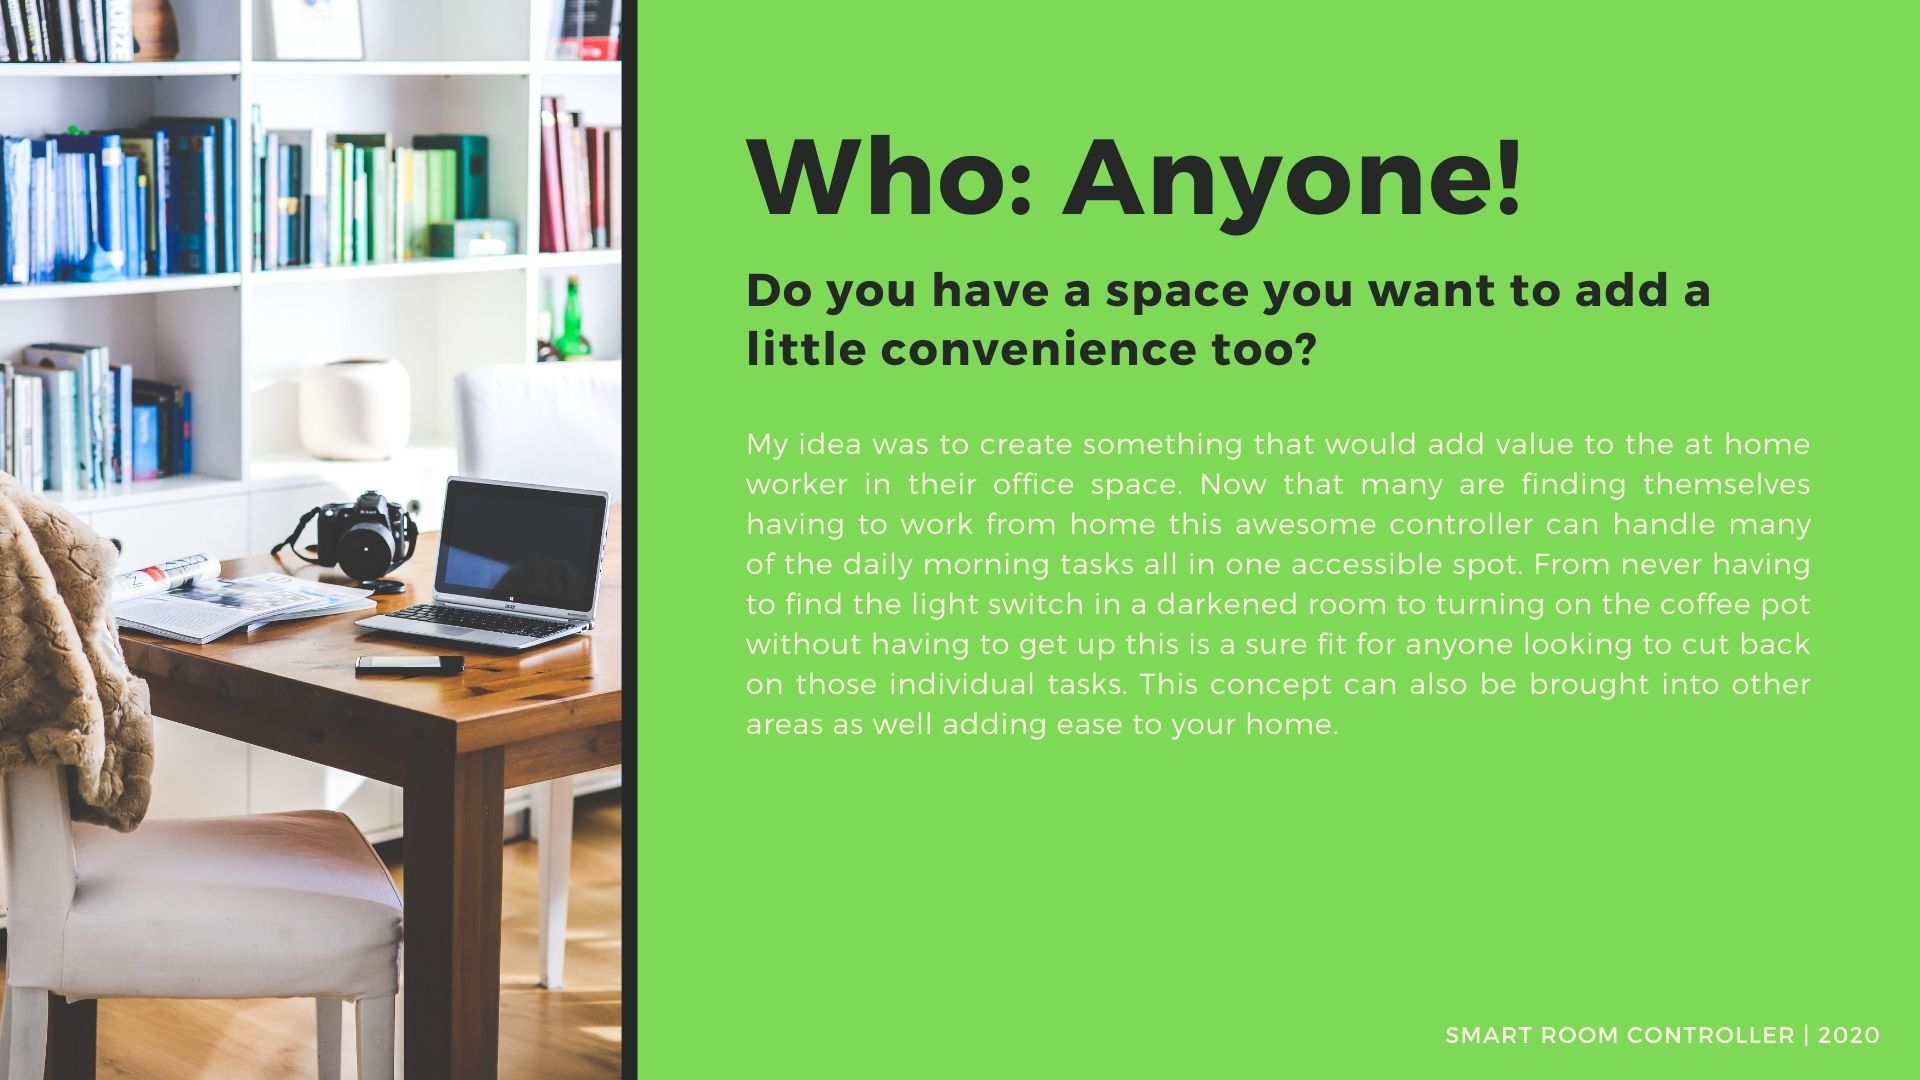 Who: Anyone!
Do you have a space you want to add a
little convenience too?
My idea was to create something that would add value to the at home
worker in their office space. Now that many are finding themselves
having to work from home this awesome controller can handle many
of the daily morning tasks all in one accessible spot. From never having
to find the light switch in a darkened room to turning on the coffee pot
without having to get up this is a sure fit for anyone looking to cut back
on those individual tasks. This concept can also be brought into other
areas as well adding ease to your home.
SMART ROOM CONTROLLER | 2020